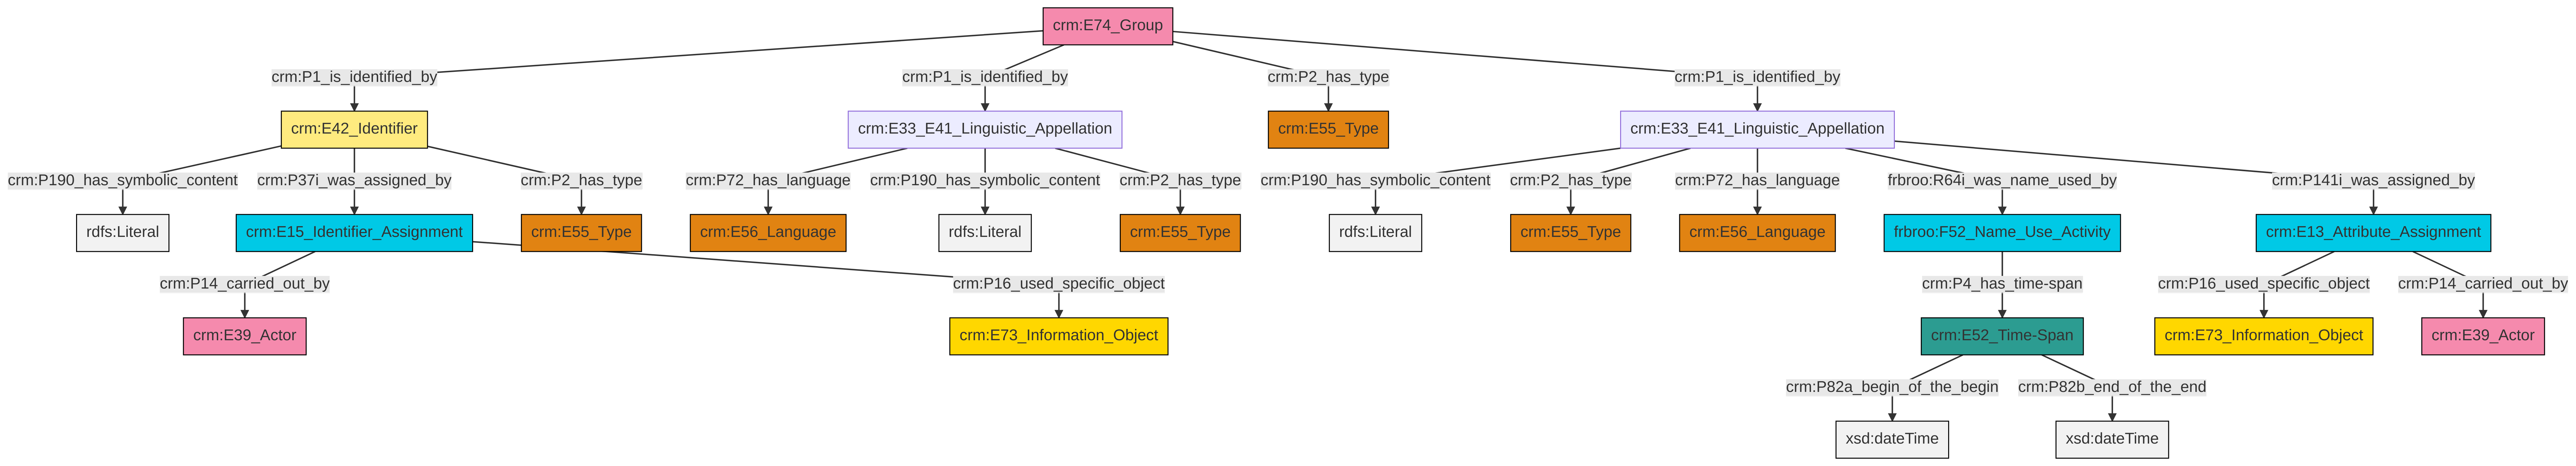 crm:E74_Group
crm:P1_is_identified_by
crm:P1_is_identified_by
crm:P2_has_type
crm:P1_is_identified_by
crm:E42_Identifier
crm:E33_E41_Linguistic_Appellation
crm:E55_Type
crm:E33_E41_Linguistic_Appellation
crm:P190_has_symbolic_content
crm:P37i_was_assigned_by
crm:P2_has_type
crm:P72_has_language
crm:P190_has_symbolic_content
crm:P2_has_type
crm:P190_has_symbolic_content
crm:P2_has_type
crm:P72_has_language
frbroo:R64i_was_name_used_by
crm:P141i_was_assigned_by
rdfs:Literal
crm:E15_Identifier_Assignment
crm:E55_Type
crm:E56_Language
rdfs:Literal
crm:E55_Type
rdfs:Literal
crm:E55_Type
crm:E56_Language
frbroo:F52_Name_Use_Activity
crm:E13_Attribute_Assignment
crm:P14_carried_out_by
crm:P16_used_specific_object
crm:P4_has_time-span
crm:P16_used_specific_object
crm:P14_carried_out_by
crm:E39_Actor
crm:E73_Information_Object
crm:E52_Time-Span
crm:E73_Information_Object
crm:E39_Actor
crm:P82a_begin_of_the_begin
crm:P82b_end_of_the_end
xsd:dateTime
xsd:dateTime